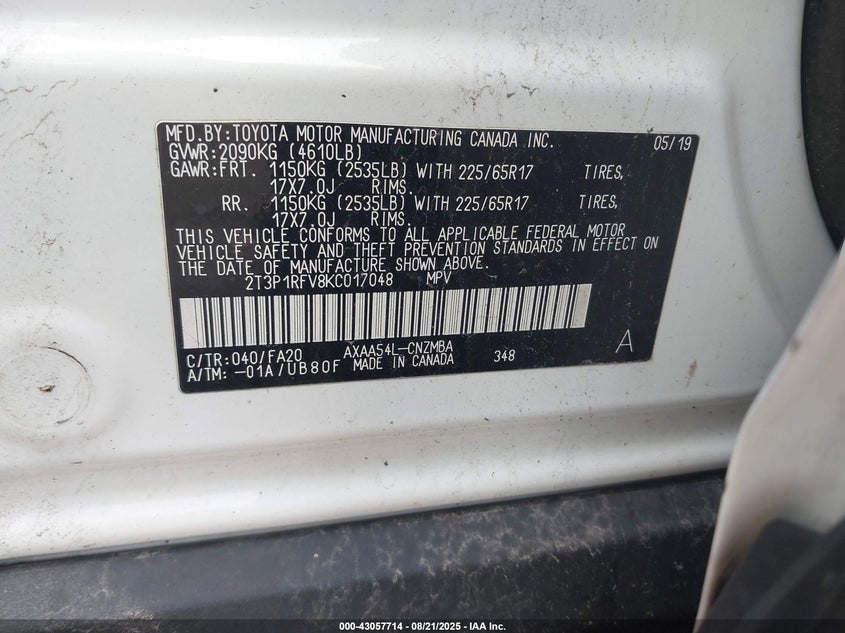 MFD.BY:TOYOTA MOTOR MANUFACTURING CANADA INC. 05/19
GVWR:2090KG (4610LB)
GAWR:FRT. 1150KG (2535LB) WITH 225/65R17 TIRES,
17X7.0J RIMS.
RR. 1150KG (2535LB) WITH 225/65R17 TIRES,
17X7.0J RIMS.
THIS VEHICLE CONFORMS TO ALL APPLICABLE FEDERAL MOTOR
VEHICLE SAFETY AND THEFT PREVENTION STANDARDS IN EFFECT ON
THE DATE OF MANUFACTURE SHOWN ABOVE.
2T3P1RFV8KC017048 MPV
C/TR:040/FA20 AXAA54L-CNZMBA
A/TM:-01A/UB80F MADE IN CANADA 348 A
000-43057714 - 08/21/2025 - IAA Inc.